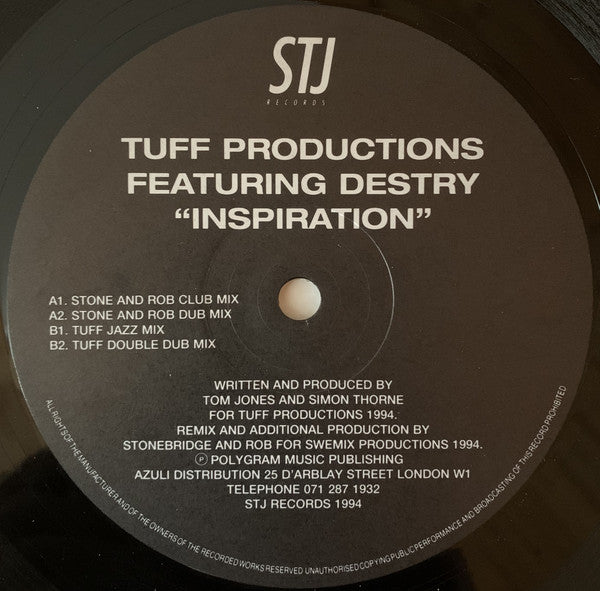 STJ
RECORDS
TUFF PRODUCTIONS
FEATURING DESTRY
“INSPIRATION”
A1. STONE AND ROB CLUB MIX
A2. STONE AND ROB DUB MIX
B1. TUFF JAZZ MIX
B2. TUFF DOUBLE DUB MIX
WRITTEN AND PRODUCED BY
TOM JONES AND SIMON THORNE
FOR TUFF PRODUCTIONS 1994.
REMIX AND ADDITIONAL PRODUCTION BY
STONEBRIDGE AND ROB FOR SWEMIX PRODUCTIONS 1994.
℗ POLYGRAM MUSIC PUBLISHING
AZULI DISTRIBUTION 25 D'ARBLAY STREET LONDON W1
TELEPHONE 071 287 1932
STJ RECORDS 1994
ALL RIGHTS OF THE MANUFACTURER AND OF THE OWNERS OF THE RECORDED WORKS RESERVED UNAUTHORISED COPYING PUBLIC PERFORMANCE AND BROADCASTING OF THIS RECORD PROHIBITED